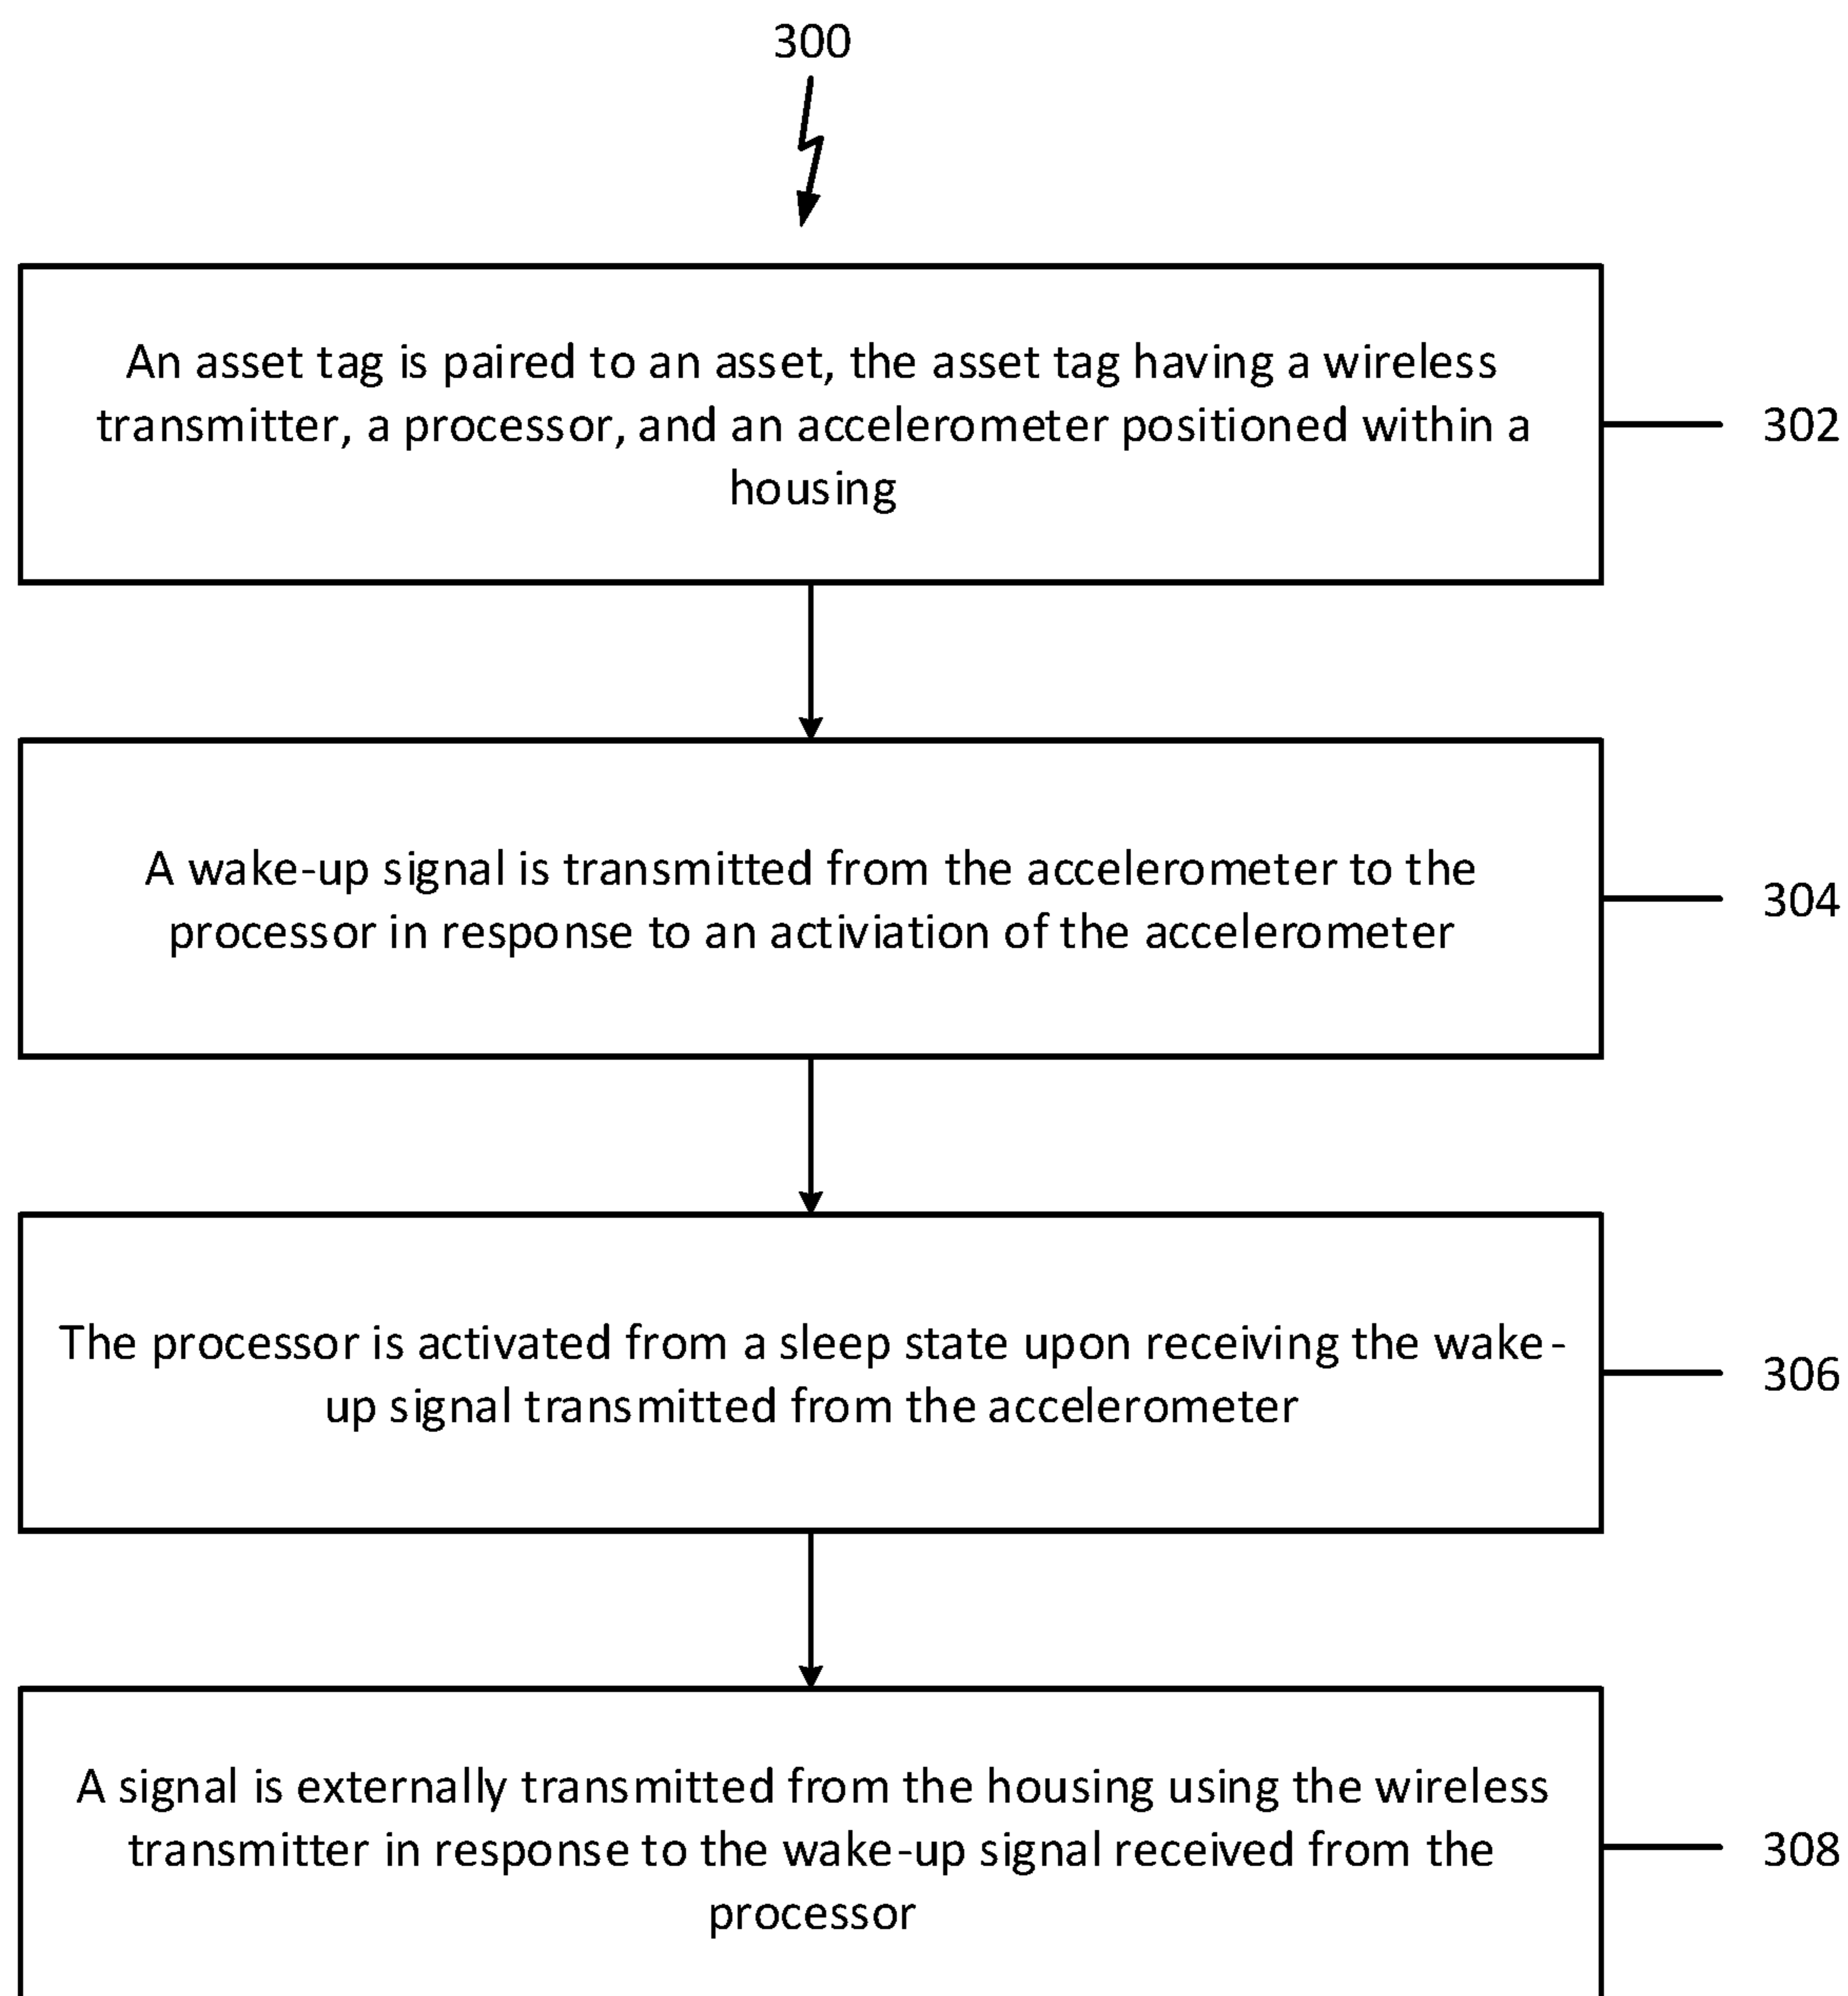 300
An asset tag is paired to an asset, the asset tag having a wireless
transmitter, a processor, and an accelerometer positioned within a
housing
302
A wake-up signal is transmitted from the accelerometer to the
processor in response to an activiation of the accelerometer
304
The processor is activated from a sleep state upon receiving the wake-
up signal transmitted from the accelerometer
306
A signal is externally transmitted from the housing using the wireless
transmitter in response to the wake-up signal received from the
processor
308